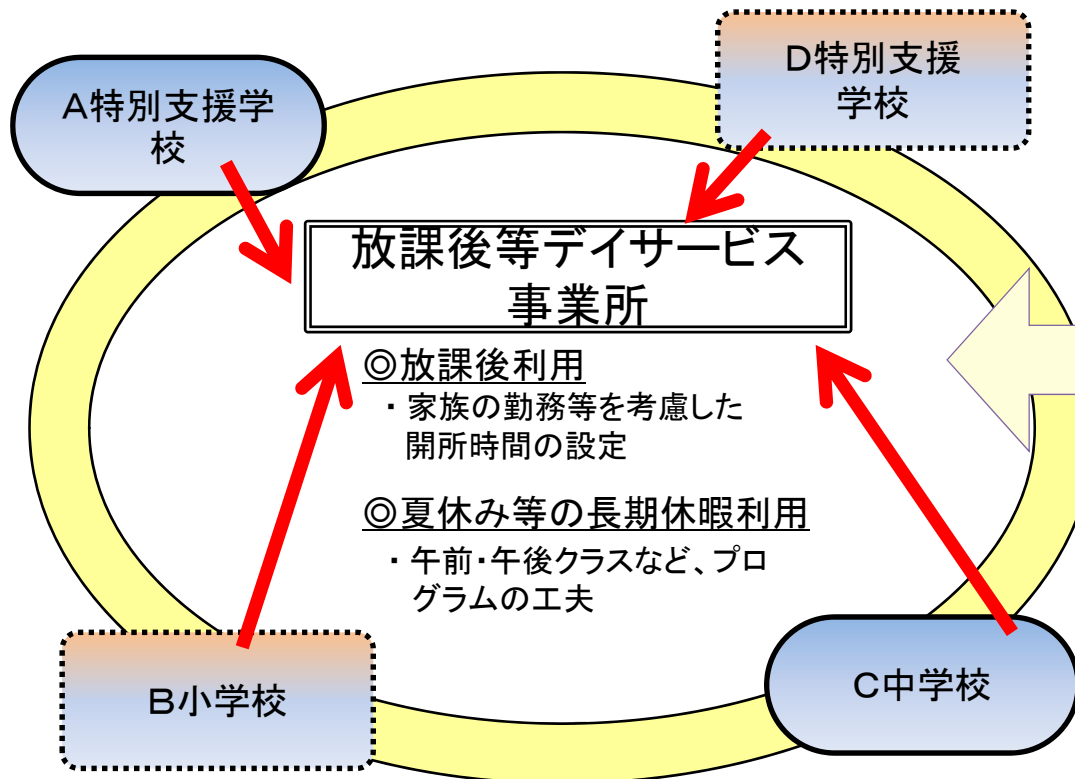 A特別支援学
校
D特別支援
学校
放課後等デイサービス
事業所
◎放課後利用
・ 家族の勤務等を考慮した
開所時間の設定
◎夏休み等の長期休暇利用
・ 午前・午後クラスなど、プロ
グラムの工夫
B小学校
C中学校